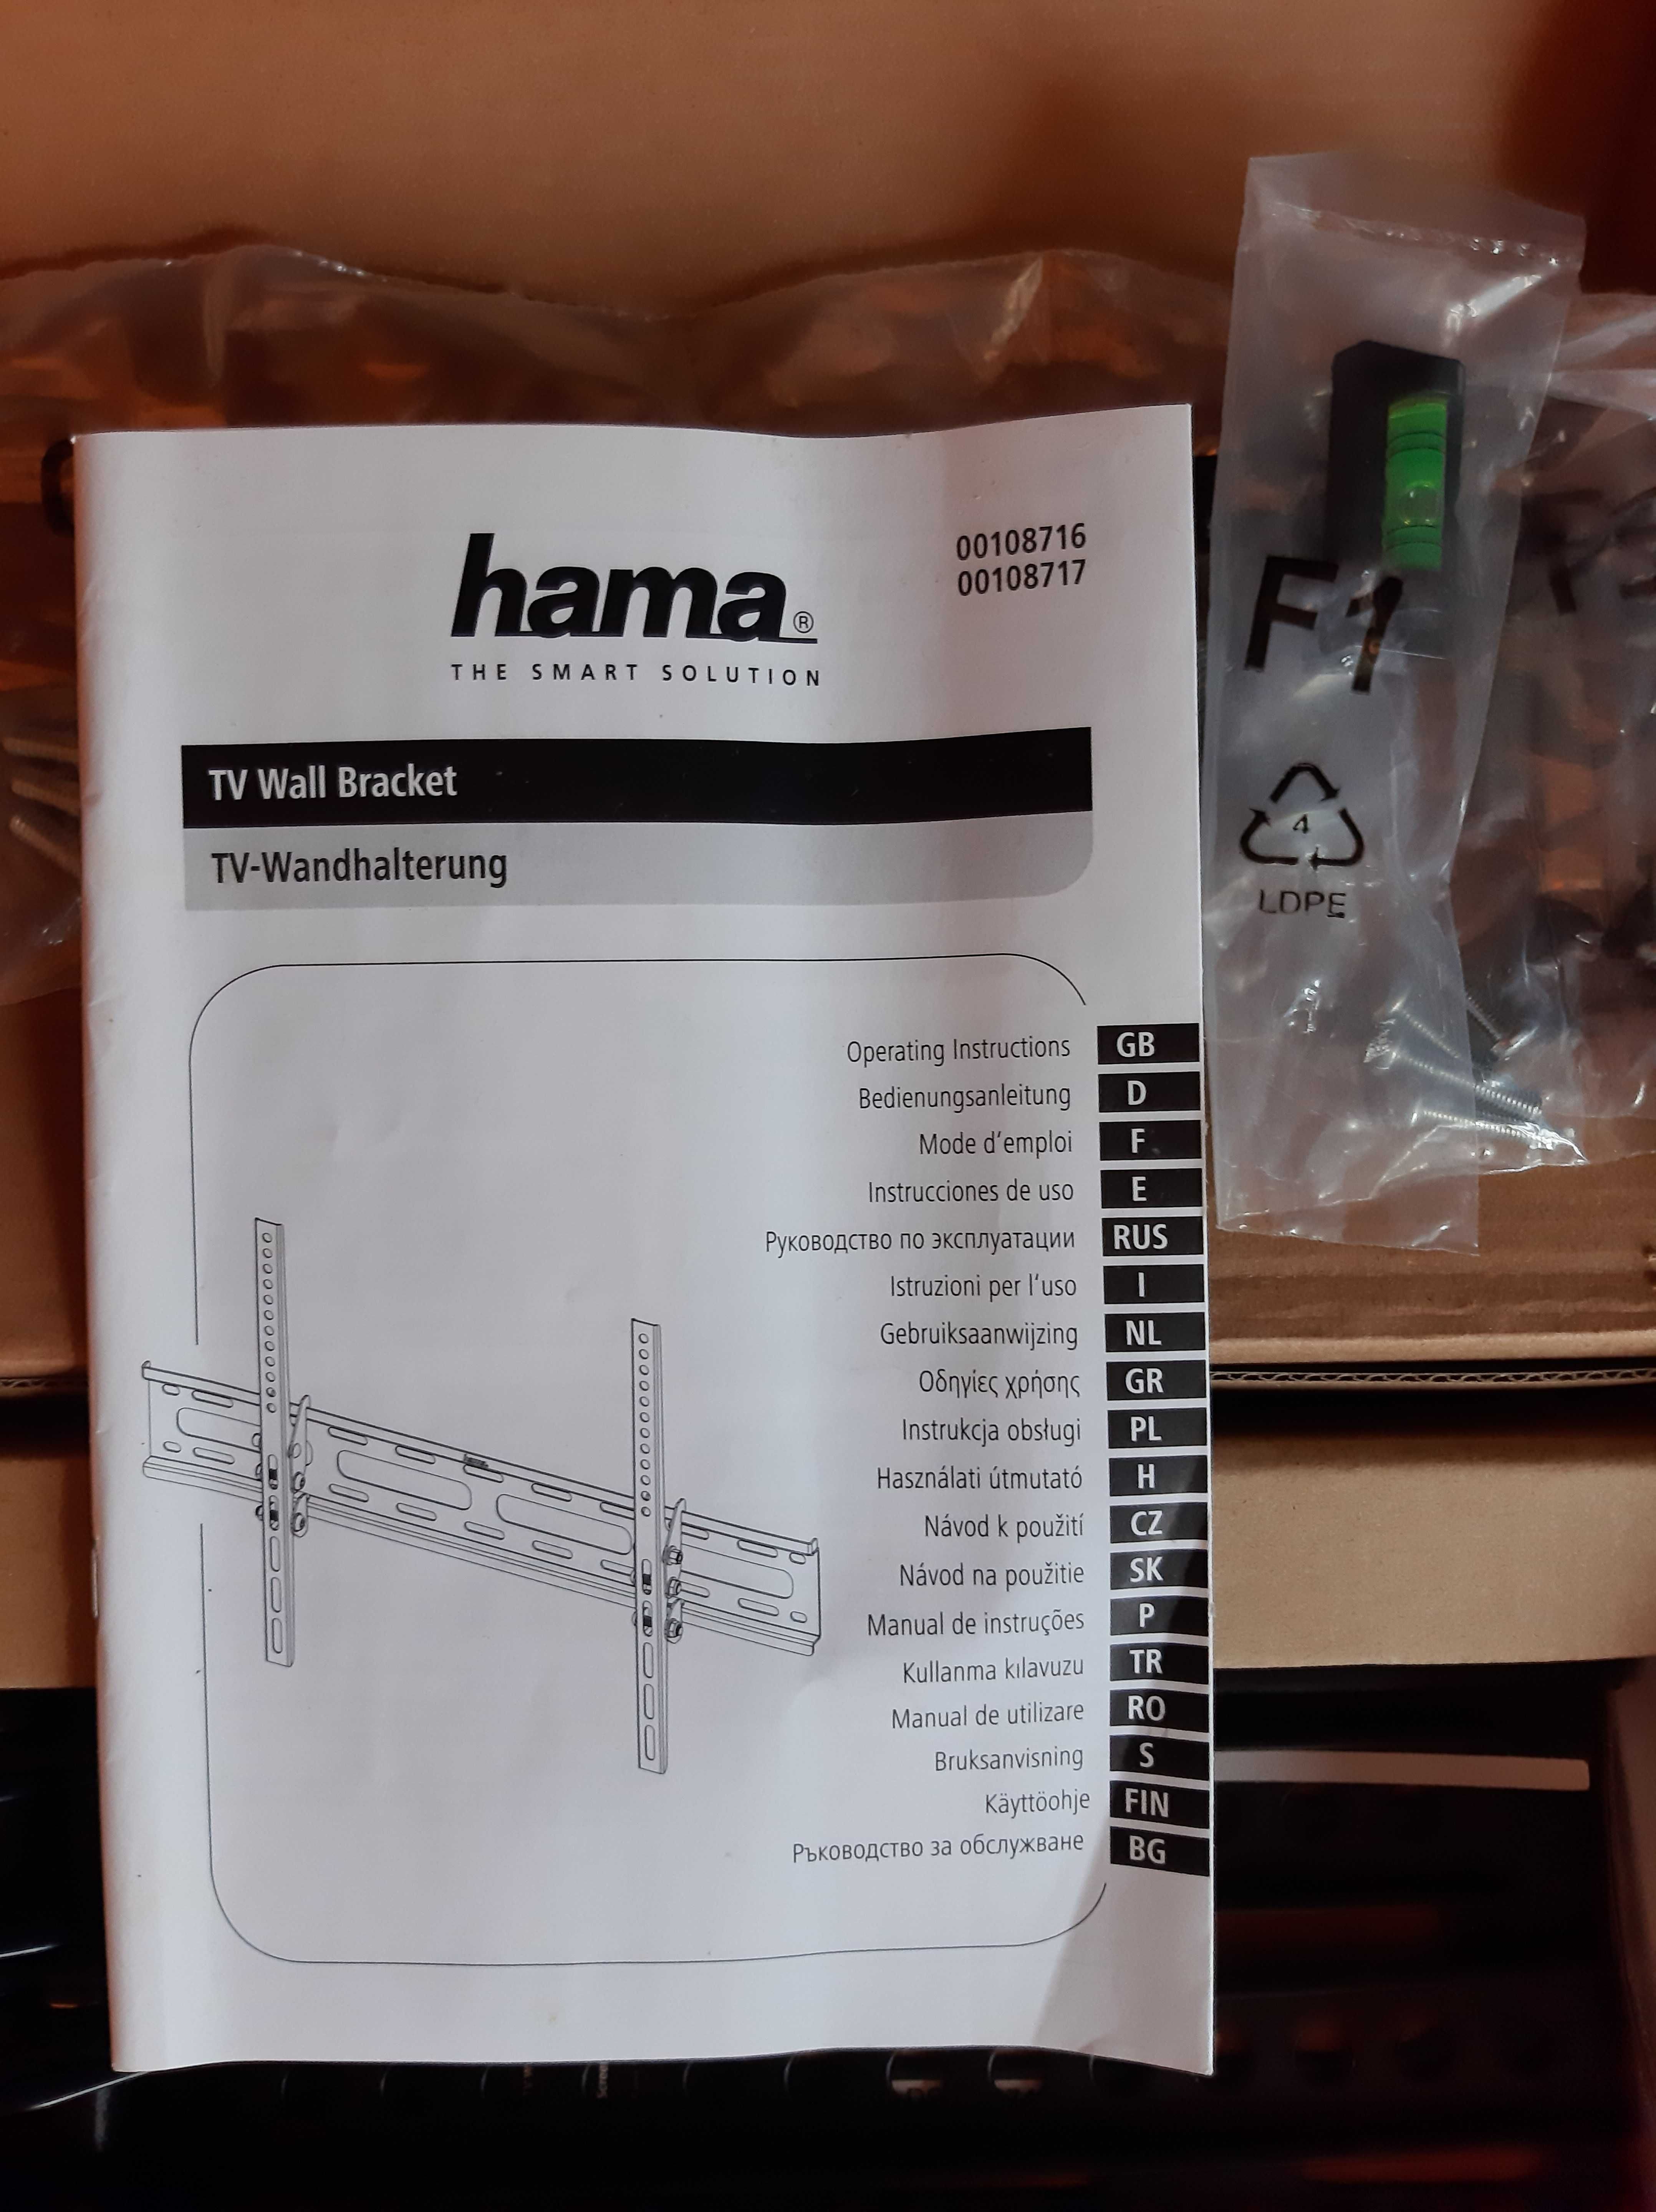 hama®
THE SMART SOLUTION
00108716
00108717
TV Wall Bracket
TV-Wandhalterung
Operating Instructions GB
Bedienungsanleitung D
Mode d'emploi F
Instrucciones de uso E
Руководство по эксплуатации RUS
Istruzioni per l'uso I
Gebruiksaanwijzing NL
Οδηγίες χρήσης GR
Instrukcja obsługi PL
Használati útmutató H
Návod k použití CZ
Návod na použitie SK
Manual de instruções P
Kullanma kılavuzu TR
Manual de utilizare RO
Bruksanvisning S
Käyttöohje FIN
Ръководство за обслужване BG
F1
4
LDPE